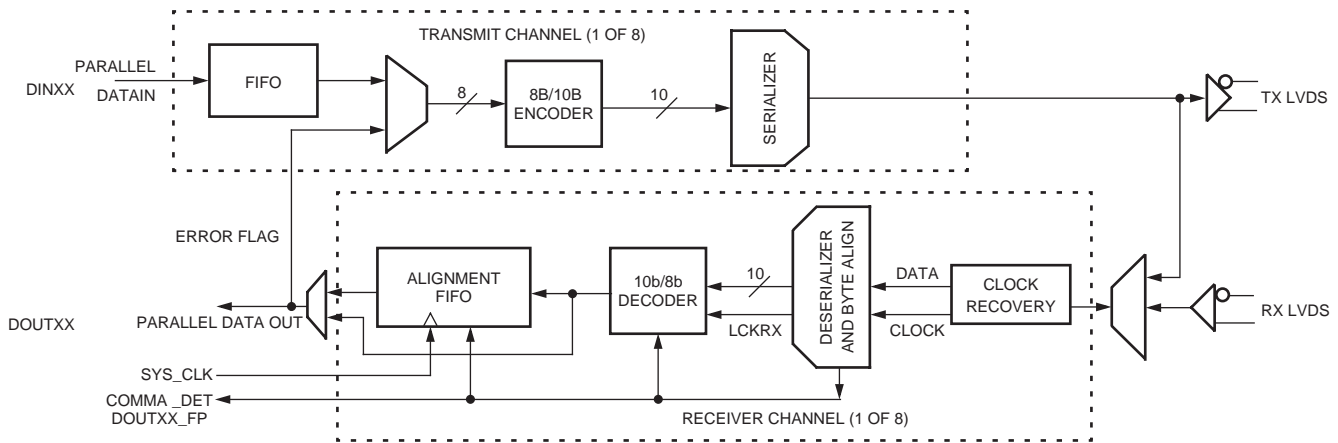 TRANSMIT CHANNEL (1 OF 8)
PARALLEL
DINXX
DATAIN
FIFO
8
8B/10B
ENCODER
10
SERIALIZER
TX LVDS
ERROR FLAG
ALIGNMENT
FIFO
10b/8b
DECODER
10
LCKRX
DESERIALIZER
AND BYTE ALIGN
DATA
CLOCK
CLOCK
RECOVERY
DOUTXX
PARALLEL DATA OUT
RX LVDS
SYS_CLK
COMMA _DET
DOUTXX_FP
RECEIVER CHANNEL (1 OF 8)